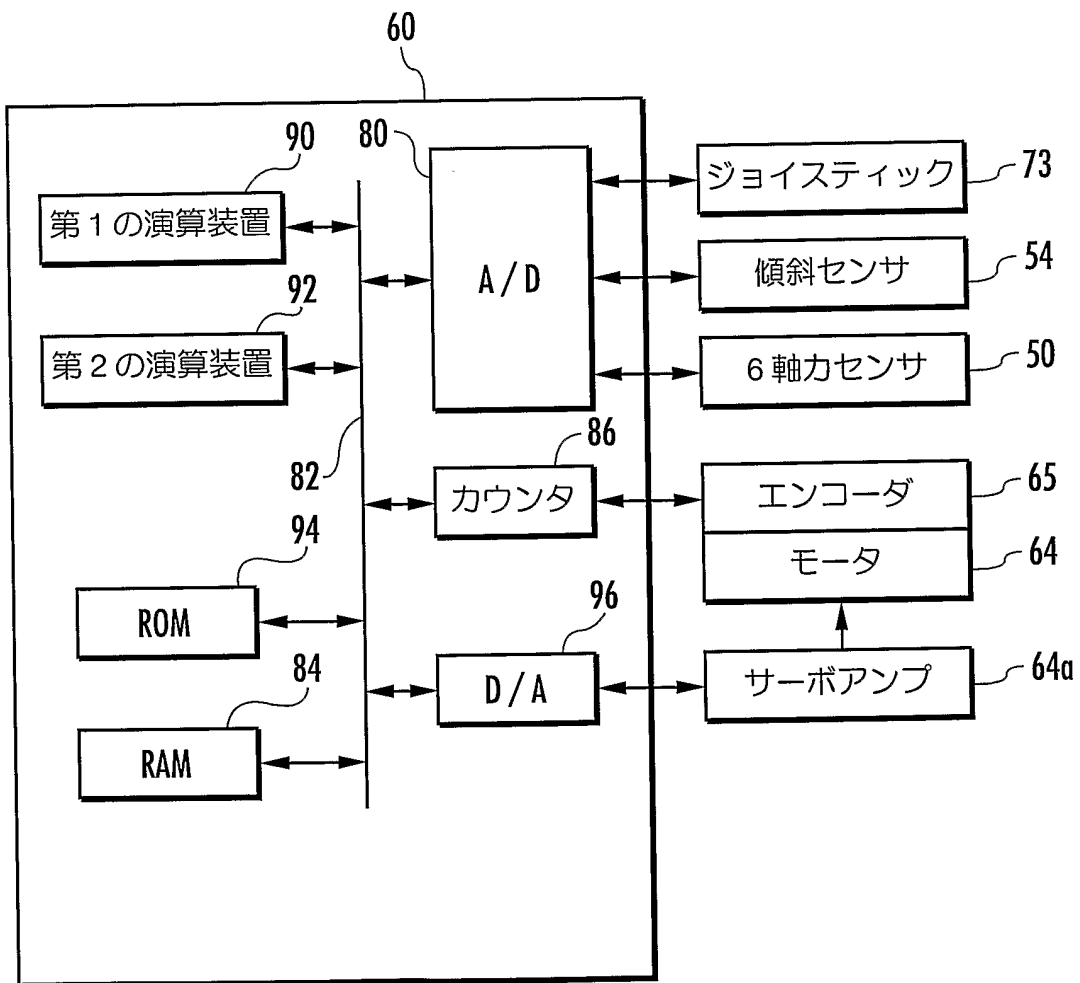 60
80
ジョイスティック
73
90
第1の演算装置
A/D
傾斜センサ
54
92
第2の演算装置
6軸力センサ
50
82
86
カウンタ
エンコーダ
65
モータ
64
94
ROM
96
D/A
サーボアンプ
64a
84
RAM